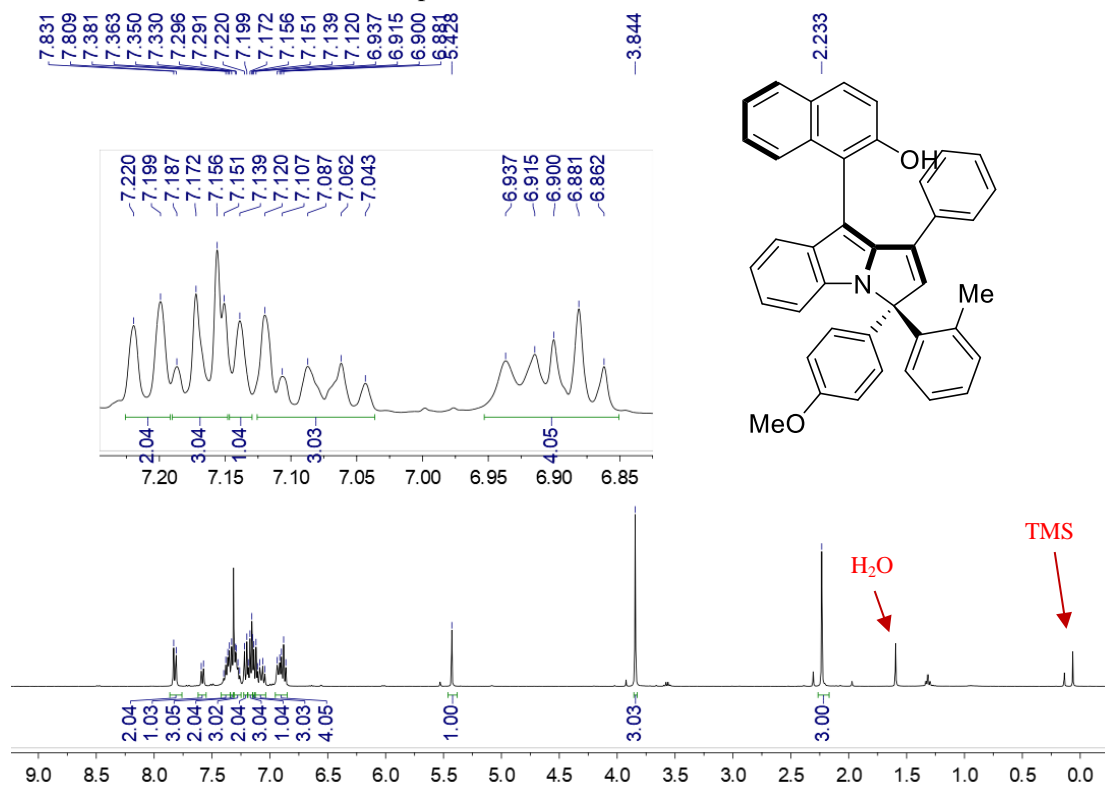 7.831 7.809 7.381 7.363 7.350 7.330 7.296 7.291 7.220 7.199 7.172 7.156 7.151 7.139 7.120 6.937 6.915 6.900 6.881 5.428 3.844 2.233
7.220 7.199 7.187 7.172 7.156 7.151 7.139 7.120 7.107 7.087 7.062 7.043 6.937 6.915 6.900 6.881 6.862
OH
N
Me
MeO
2.04 3.04 1.04 3.03 4.05
7.20 7.15 7.10 7.05 7.00 6.95 6.90 6.85
TMS
H2O
2.04 1.03 3.05 2.04 3.02 2.04 3.04 1.04 3.03 4.05 1.00 3.03 3.00
9.0 8.5 8.0 7.5 7.0 6.5 6.0 5.5 5.0 4.5 4.0 3.5 3.0 2.5 2.0 1.5 1.0 0.5 0.0